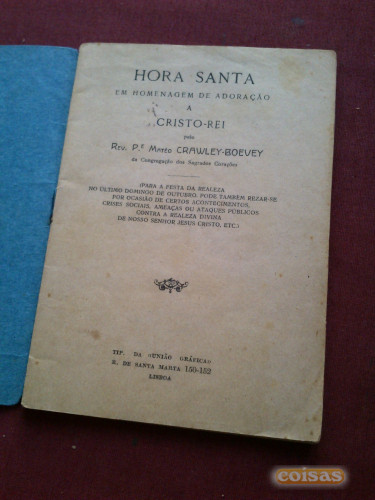 HORA SANTA
EM HOMENAGEM DE ADORAÇÃO
A
CRISTO-REI
pelo
REV. P.E MATEO CRAWLEY-BOEVEY
da Congregação dos Sagrados Corações
(PARA A FESTA DA REALEZA
NO ÚLTIMO DOMINGO DE OUTUBRO. PODE TAMBEM REZAR-SE
POR OCASIÃO DE CERTOS ACONTECIMENTOS,
CRISES SOCIAIS, AMEAÇAS OU ATAQUES PÚBLICOS
CONTRA A REALEZA DIVINA
DE NOSSO SENHOR JESUS CRISTO, ETC.)
TIP. DA «UNIÃO GRÁFICA»
R. DE SANTA MARTA 150-152
LISBOA
coisas